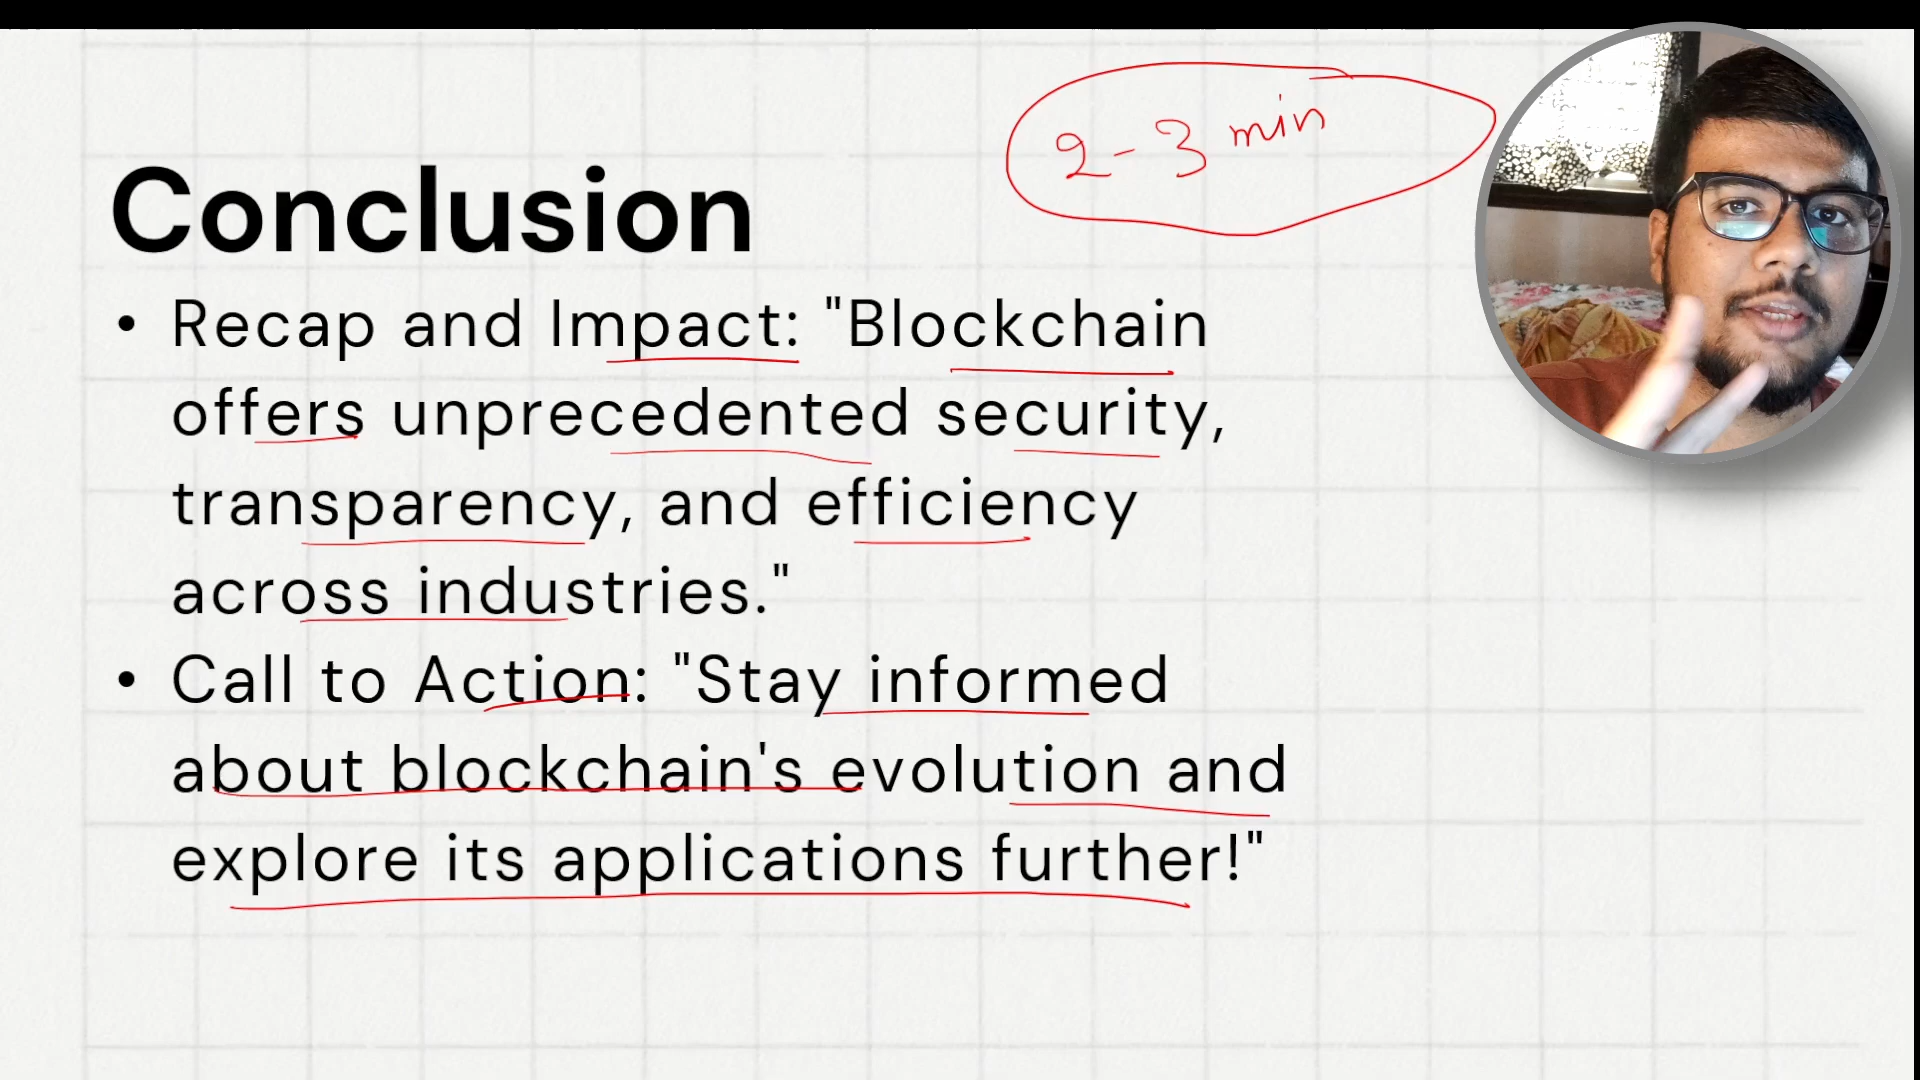 2-3 min
Conclusion
• Recap and Impact: "Blockchain
offers unprecedented security,
transparency, and efficiency
across industries."
• Call to Action: "Stay informed
about blockchain's evolution and
explore its applications further!"